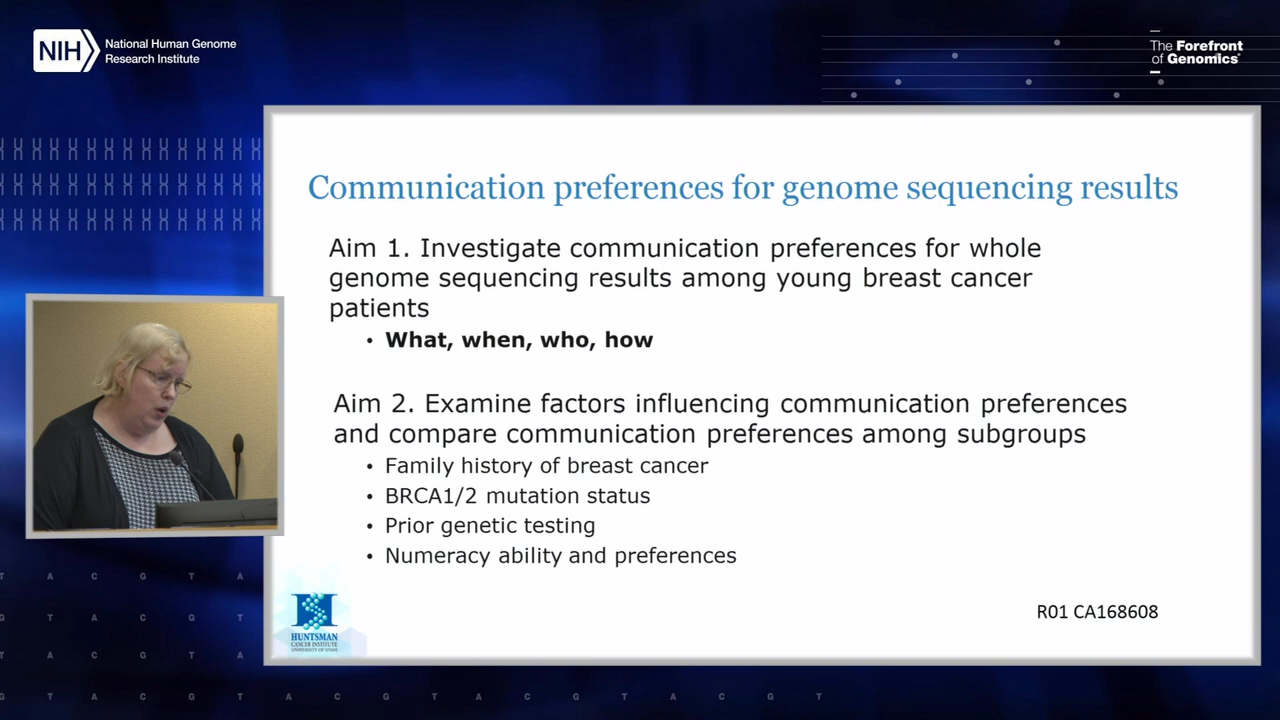 NIH
National Human Genome
Research Institute
The Forefront
of Genomics®
Communication preferences for genome sequencing results
Aim 1. Investigate communication preferences for whole
genome sequencing results among young breast cancer
patients
• What, when, who, how
Aim 2. Examine factors influencing communication preferences
and compare communication preferences among subgroups
• Family history of breast cancer
• BRCA1/2 mutation status
• Prior genetic testing
• Numeracy ability and preferences
HUNTSMAN
CANCER INSTITUTE
UNIVERSITY OF UTAH
R01 CA168608
T A C G T A
G T A C G T A
T A C G T A
G T A C G T A C G T A C G T A C G T